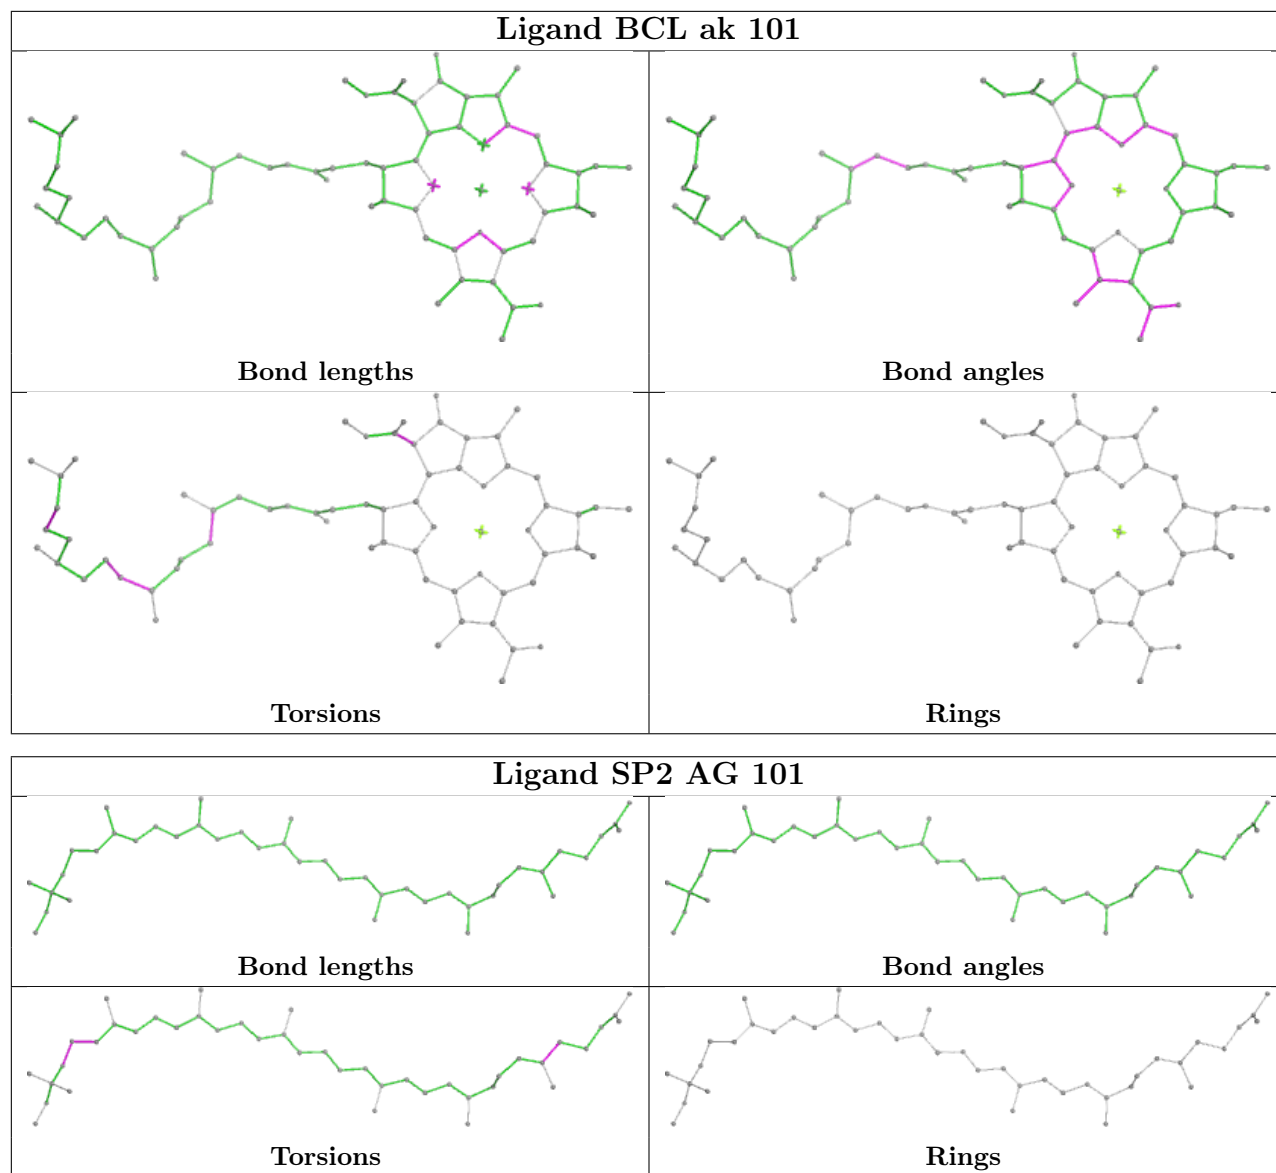 Ligand BCL ak 101
Bond lengths
Bond angles
Torsions
Rings
Ligand SP2 AG 101
Bond lengths
Bond angles
Torsions
Rings